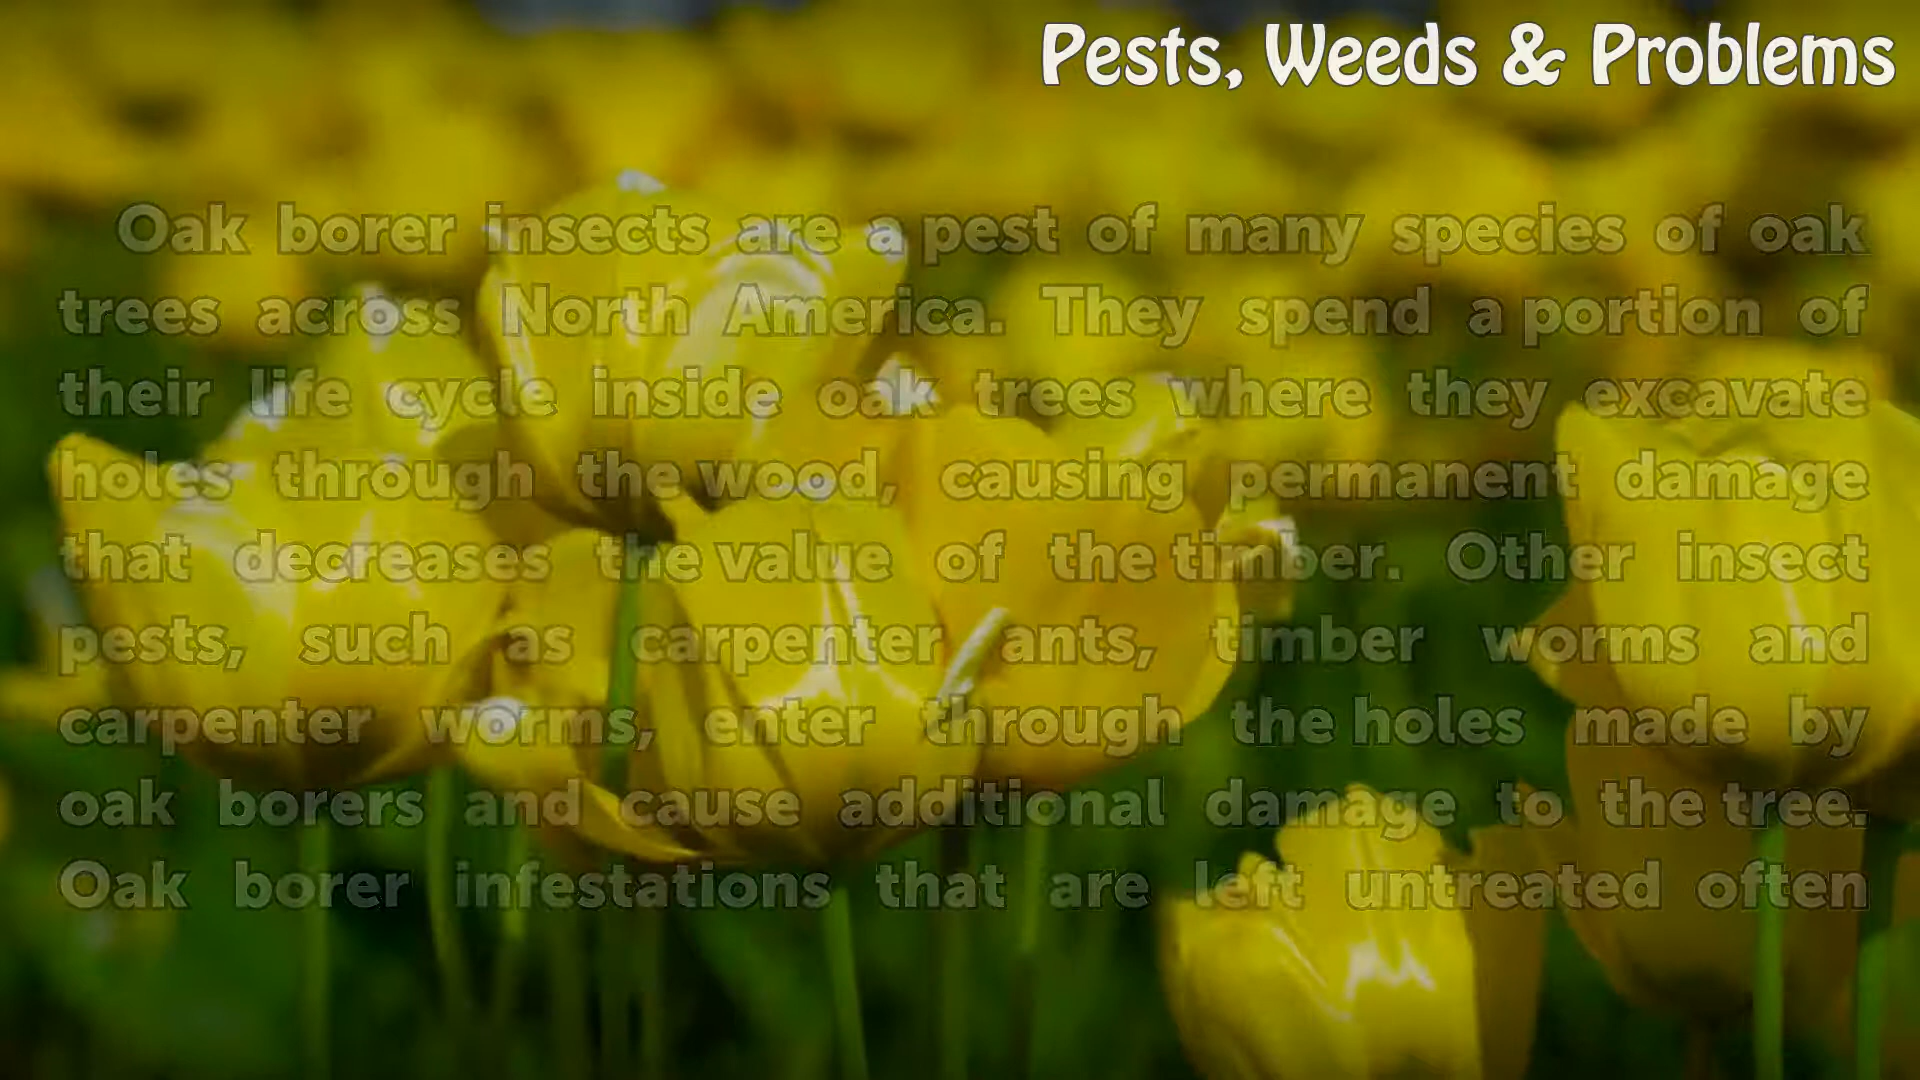 Pests, Weeds & Problems
Oak borer insects are a pest of many species of oak
trees across North America. They spend a portion of
their life cycle inside oak trees where they excavate
holes through the wood, causing permanent damage
that decreases the value of the timber. Other insect
pests, such as carpenter ants, timber worms and
carpenter worms, enter through the holes made by
oak borers and cause additional damage to the tree.
Oak borer infestations that are left untreated often